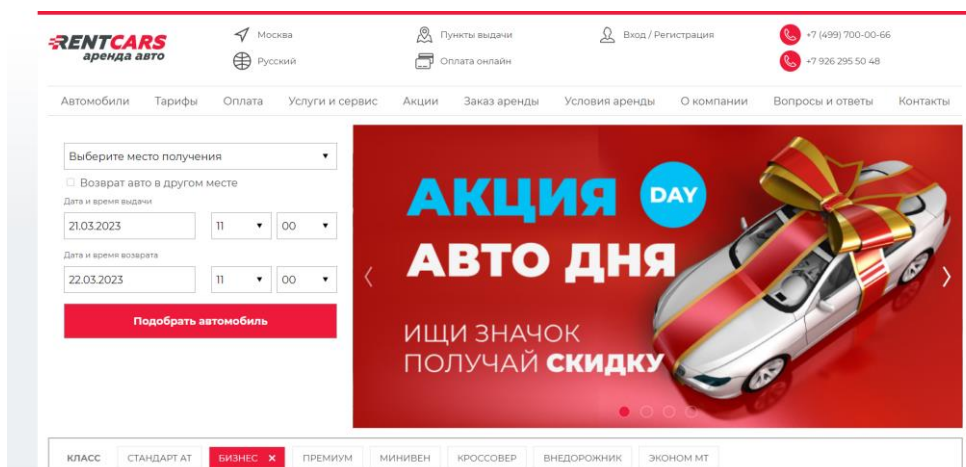 RENTCARS
аренда авто
Москва
Русский
Пункты выдачи
Оплата онлайн
Вход / Регистрация
+7 (499) 700-00-66
+7 926 295 50 48
Автомобили Тарифы Оплата Услуги и сервис Акции Заказ аренды Условия аренды О компании Вопросы и ответы Контакты
Выберите место получения
Возврат авто в другом месте
Дата и время выдачи
21.03.2023 11 00
Дата и время возврата
22.03.2023 11 00
Подобрать автомобиль
АКЦИЯ DAY
АВТО ДНЯ
ИЩИ ЗНАЧОК
ПОЛУЧАЙ СКИДКУ
КЛАСС СТАНДАРТ АТ БИЗНЕС X ПРЕМИУМ МИНИВЕН КРОССОВЕР ВНЕДОРОЖНИК ЭКОНОМ МТ